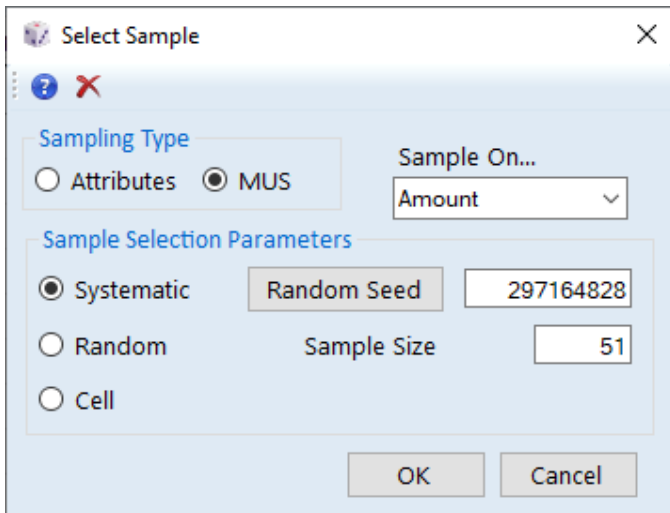 Select Sample
Sampling Type
Attributes MUS
Sample On...
Amount
Sample Selection Parameters
Systematic Random Seed 297164828
Random Sample Size 51
Cell
OK Cancel